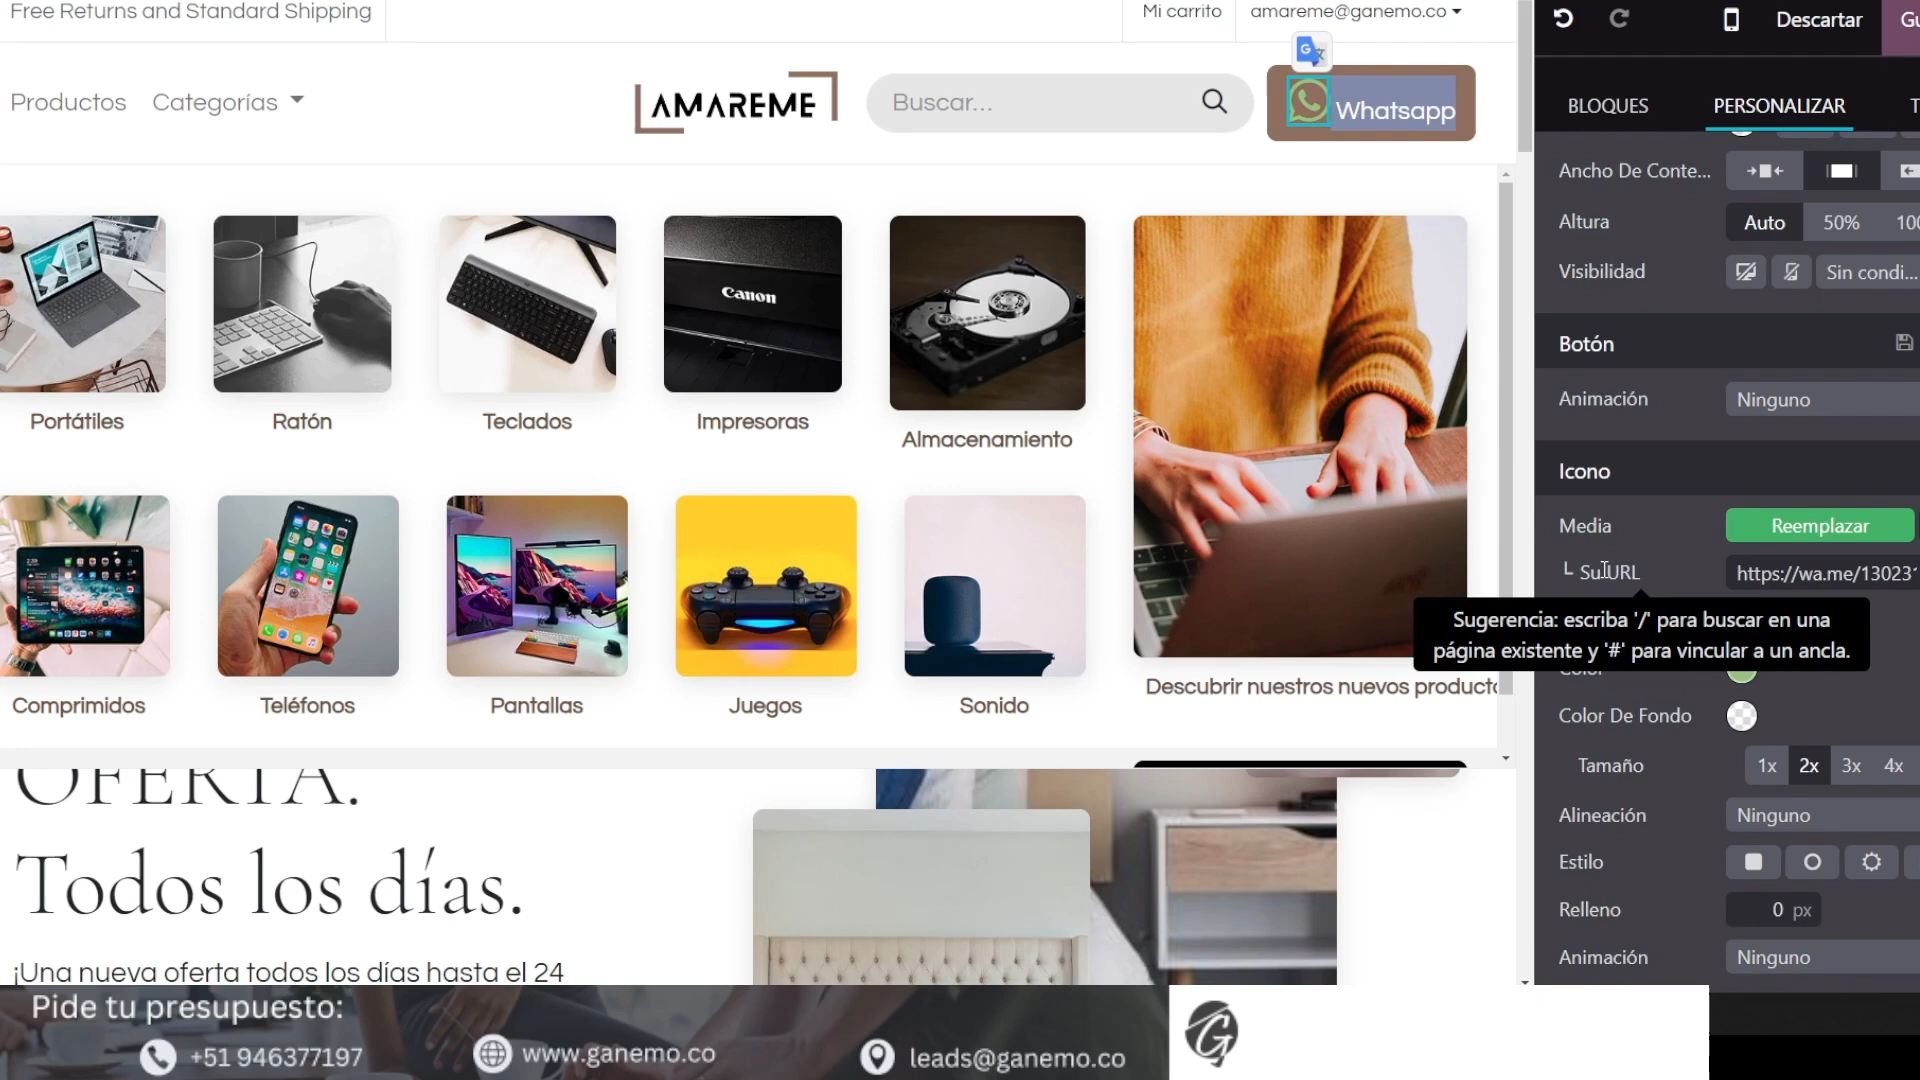 Free Returns and Standard Shipping
Mi carrito
amareme@ganemo.co
Descartar
Productos
Categorías
AMAREME
Buscar...
Whatsapp
BLOQUES
PERSONALIZAR
Ancho De Conte...
Altura
Auto
50%
Visibilidad
Sin condi...
Botón
Animación
Ninguno
Icono
Media
Reemplazar
https://wa.me/13023
Sugerencia: escriba '/' para buscar en una
página existente y '#' para vincular a un ancla.
Color De Fondo
Tamaño
1x
2x
3x
4x
Alineación
Ninguno
Estilo
Relleno
0 px
Animación
Ninguno
Canon
Portátiles
Ratón
Teclados
Impresoras
Almacenamiento
Comprimidos
Teléfonos
Pantallas
Juegos
Sonido
Descubrir nuestros nuevos
OFERTA.
Todos los días.
¡Una nueva oferta todos los días hasta el 24
Pide tu presupuesto:
+51 946377197
www.ganemo.co
leads@ganemo.co